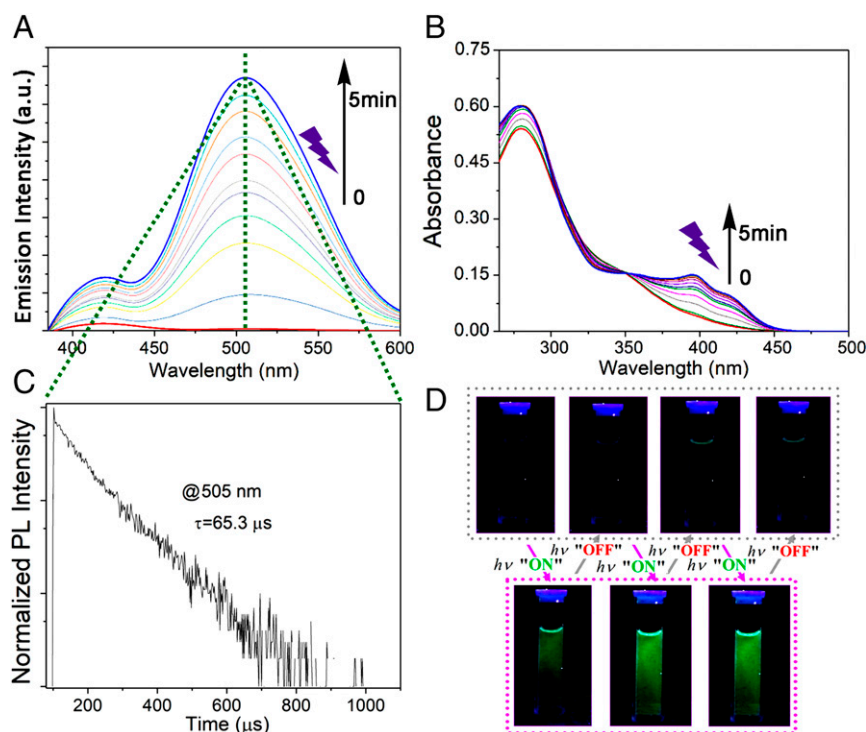 A
Emission Intensity (a.u.)
5min
0
400 450 500 550 600
Wavelength (nm)
B
Absorbance
0.75
0.60
0.45
0.30
0.15
0.00
5min
0
250 300 350 400 450 500
Wavelength (nm)
C
Normalized PL Intensity
@505 nm
τ=65.3 μs
200 400 600 800 1000
Time (μs)
D
hν "OFF" hν "OFF" hν "OFF"
hν "ON" hν "ON" hν "ON"